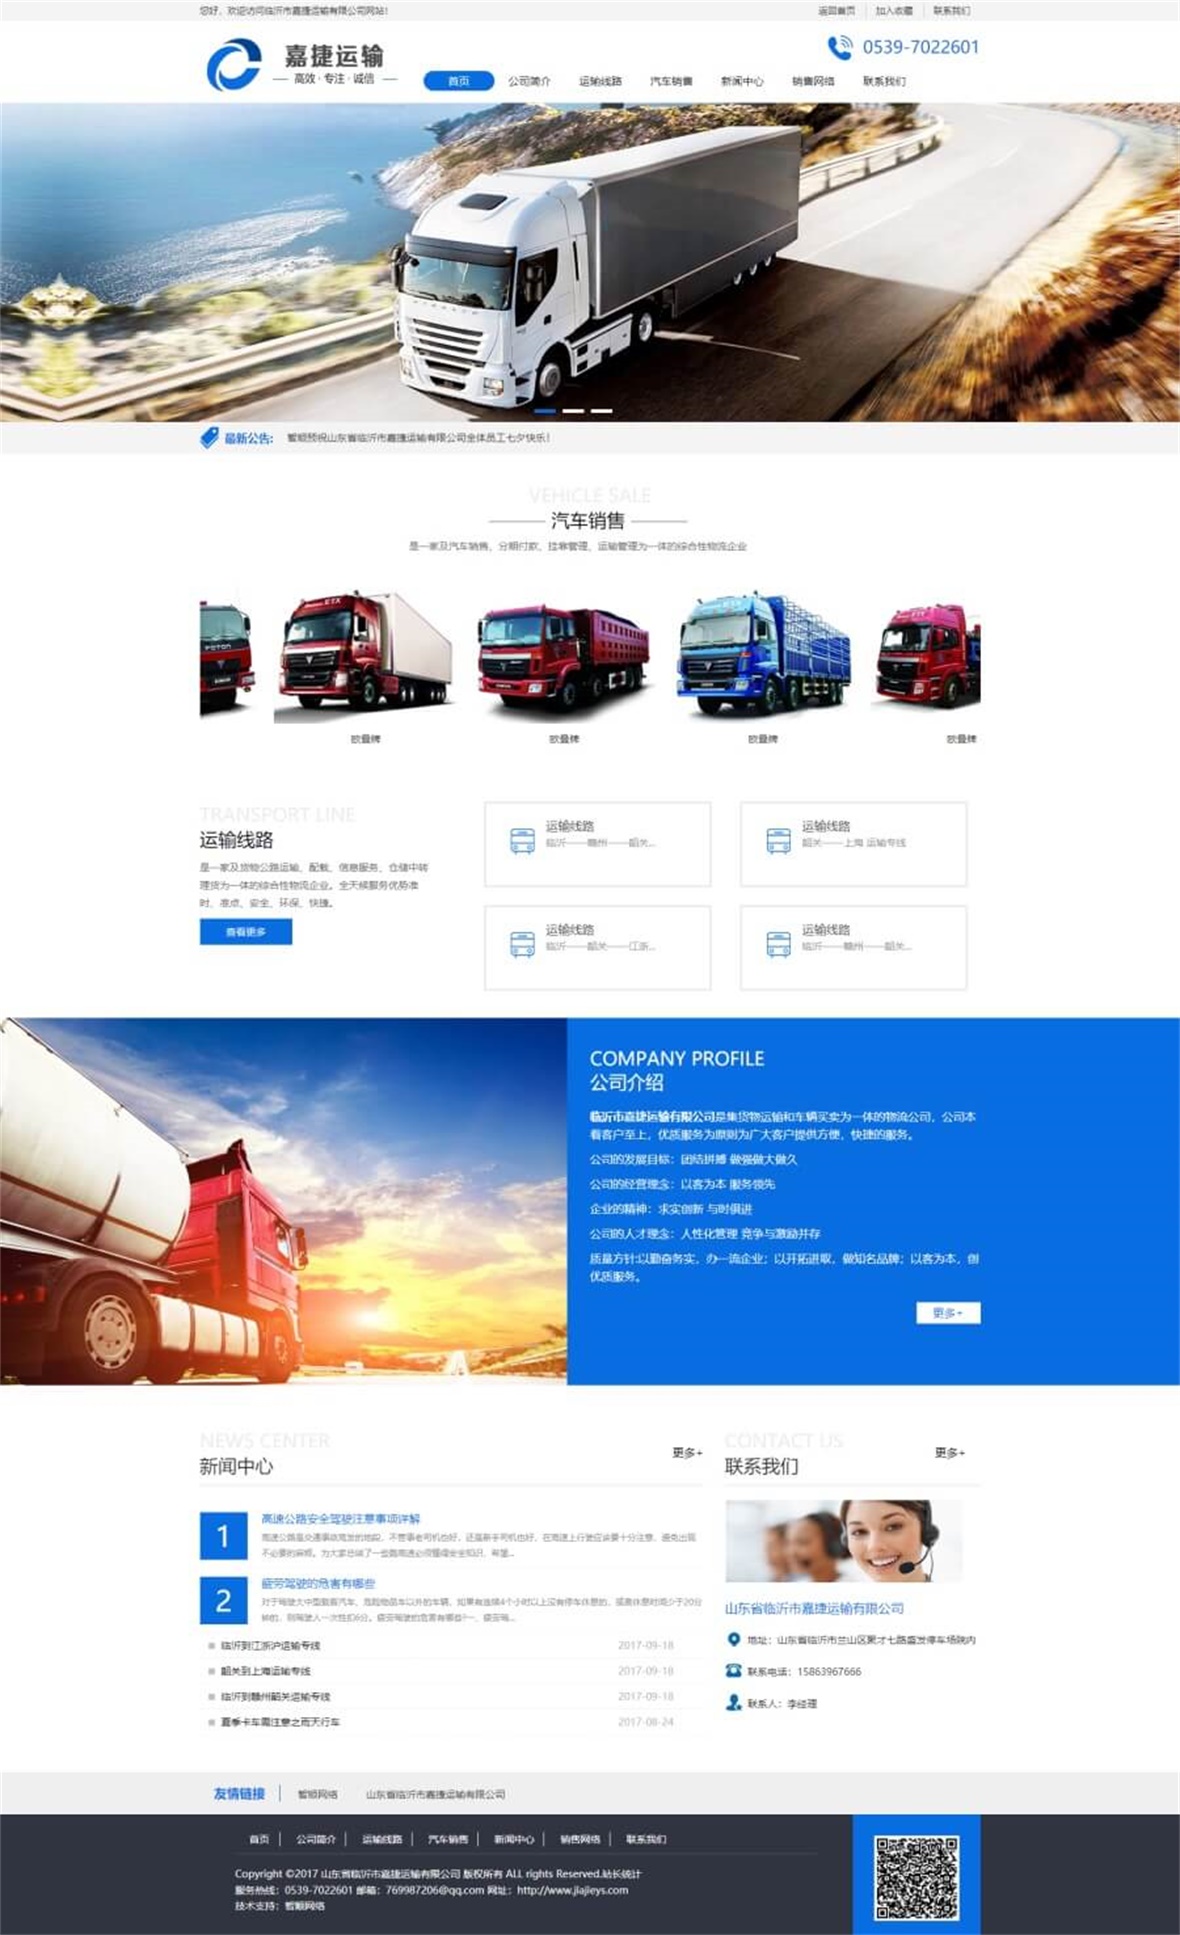 您好，欢迎访问临沂市嘉捷运输有限公司网站！
返回首页 加入收藏 联系我们
嘉捷运输
高效·专注·诚信
0539-7022601
首页 公司简介 运输线路 汽车销售 新闻中心 销售网络 联系我们
最新公告: 智顺预祝山东省临沂市嘉捷运输有限公司全体员工七夕快乐！
VEHICLE SALE
汽车销售
是一家及汽车销售、分期付款、挂靠管理、运输管理为一体的综合性物流企业
FOTON
ETX
欧曼牌 欧曼牌 欧曼牌 欧曼牌
TRANSPORT LINE
运输线路
是一家及货物公路运输、配载、信息服务、仓储中转
理货为一体的综合性物流企业。全天候服务优势准
时、准点、安全、环保、快捷。
查看更多
运输线路
临沂——赣州——韶关...
运输线路
韶关——上海 运输专线
运输线路
临沂——韶关——江浙...
运输线路
临沂——赣州——韶关...
COMPANY PROFILE
公司介绍
临沂市嘉捷运输有限公司是集货物运输和车辆买卖为一体的物流公司，公司本
着客户至上，优质服务为原则为广大客户提供方便、快捷的服务。
公司的发展目标：团结拼搏 做强做大做久
公司的经营理念：以客为本 服务领先
企业的精神：求实创新 与时俱进
公司的人才理念：人性化管理 竞争与激励并存
质量方针:以勤奋务实，办一流企业；以开拓进取，做知名品牌；以客为本，创
优质服务。
更多+
NEWS CENTER
新闻中心
更多+
1
高速公路安全驾驶注意事项详解
高速公路是交通事故常发的地段，不管事老司机也好，还是新手司机也好，在高速上行驶应该要十分注意，避免出现
不必要的麻烦。为大家总结了一些跑高速必须懂得安全知识，希望...
2
疲劳驾驶的危害有哪些
对于驾驶大中型载客汽车、危险物品车以外的车辆，如果有连续4个小时以上没有停车休息的，或者休息时间少于20分
钟的，则驾驶人一次性扣6分。疲劳驾驶的危害有哪些?一、疲劳驾...
临沂到江浙沪运输专线 2017-09-18
韶关到上海运输专线 2017-09-18
临沂到赣州韶关运输专线 2017-09-18
夏季卡车需注意之雨天行车 2017-08-24
CONTACT US
联系我们
更多+
山东省临沂市嘉捷运输有限公司
地址：山东省临沂市兰山区聚才七路盛发停车场院内
联系电话：15863967666
联系人：李经理
友情链接 智顺网络 山东省临沂市嘉捷运输有限公司
首页 公司简介 运输线路 汽车销售 新闻中心 销售网络 联系我们
Copyright ©2017 山东省临沂市嘉捷运输有限公司 版权所有 ALL rights Reserved.站长统计
服务热线：0539-7022601 邮箱：769987206@qq.com 网址：http://www.jiajieys.com
技术支持：智顺网络